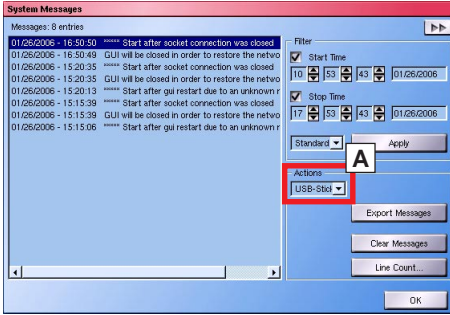 System Messages
Messages: 8 entries
01/26/2006 - 16:50:50 ***** Start after socket connection was closed
01/26/2006 - 16:50:49 GUI will be closed in order to restore the netwo
01/26/2006 - 15:20:35 ***** Start after socket connection was closed
01/26/2006 - 15:20:35 GUI will be closed in order to restore the netwo
01/26/2006 - 15:20:13 ***** Start after gui restart due to an unknown r
01/26/2006 - 15:15:39 ***** Start after socket connection was closed
01/26/2006 - 15:15:39 GUI will be closed in order to restore the netwo
01/26/2006 - 15:15:06 ***** Start after gui restart due to an unknown r
Filter
Start Time
10 53 43 01/26/2006
Stop Time
17 53 43 01/26/2006
Standard Apply
A
Actions
USB-Stick
Export Messages
Clear Messages
Line Count...
OK